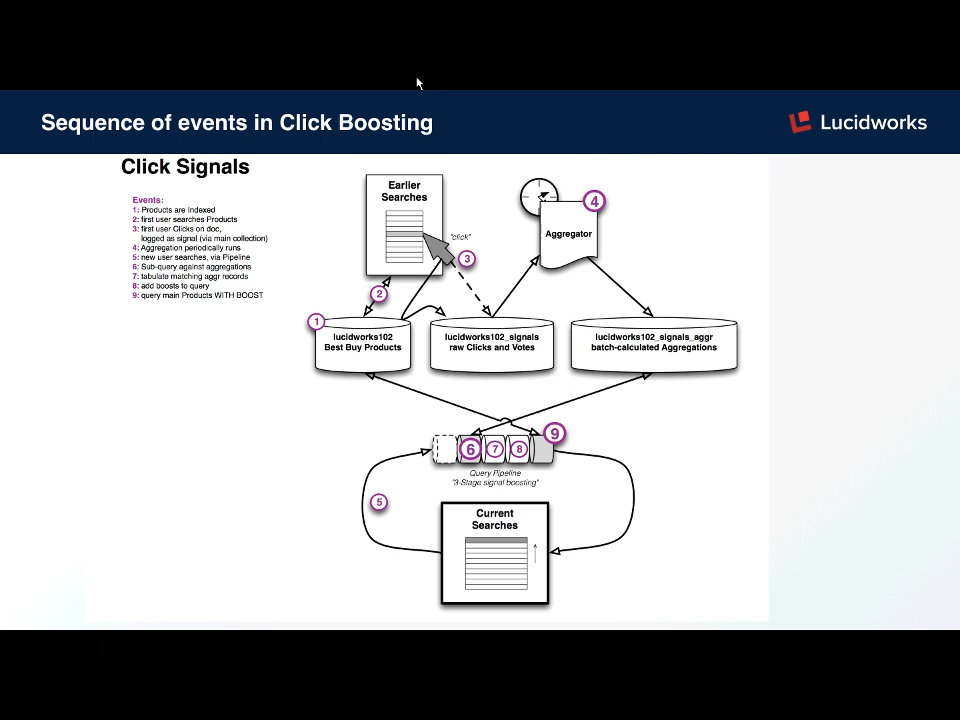 Sequence of events in Click Boosting
Lucidworks
Click Signals
Events:
1: Products are Indexed
2: first user searches Products
3: first user Clicks on doc,
logged as signal (via main collection)
4: Aggregation periodically runs
5: new user searches, via Pipeline
6: Sub-query against aggregations
7: tabulate matching aggr records
8: add boosts to query
9: query main Products WITH BOOST
Earlier
Searches
"click"
3
2
4
Aggregator
1
lucidworks102
Best Buy Products
lucidworks102_signals
raw Clicks and Votes
lucidworks102_signals_aggr
batch-calculated Aggregations
9
6
7
8
Query Pipeline
"3-Stage signal boosting"
5
Current
Searches